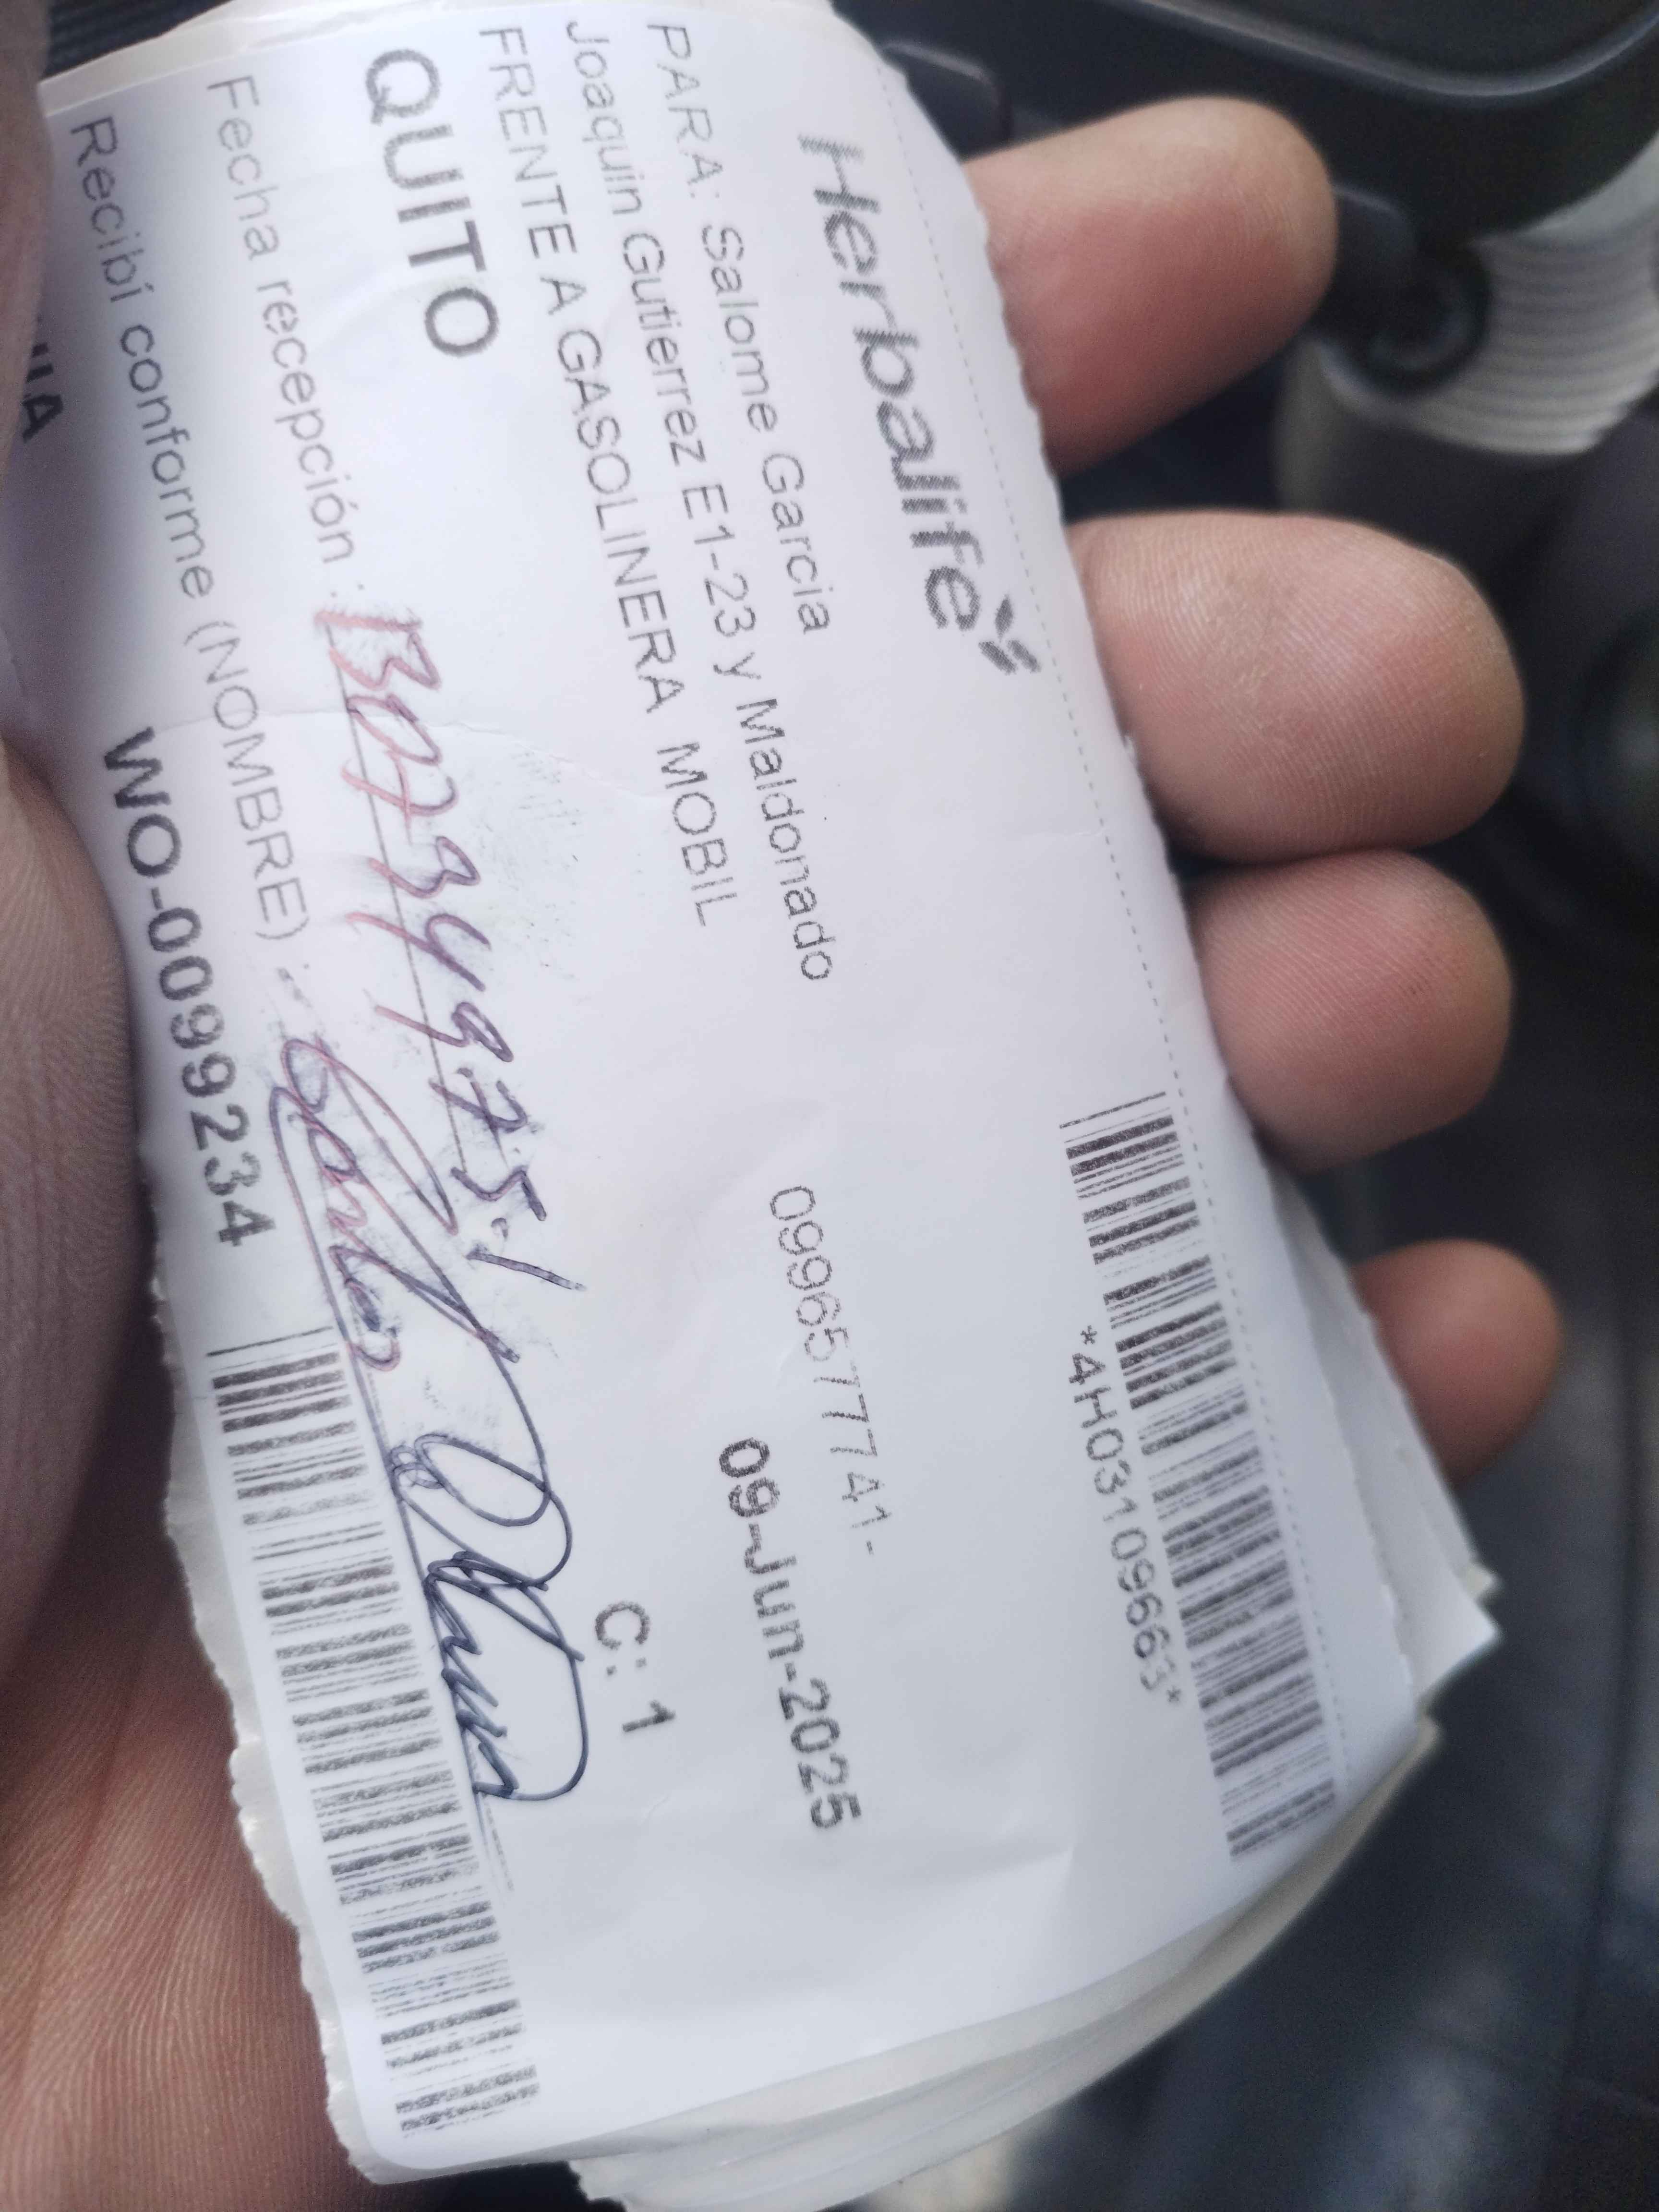 Herbalife
*4H03109663*
PARA: Salome Garcia
0996577741-
Joaquin Gutierrez E1-23 y Maldonado
FRENTE A GASOLINERA MOBIL
09-Jun-2025
QUITO
C: 1
Fecha recepción :
Recibí conforme (NOMBRE) :
WO-0099234